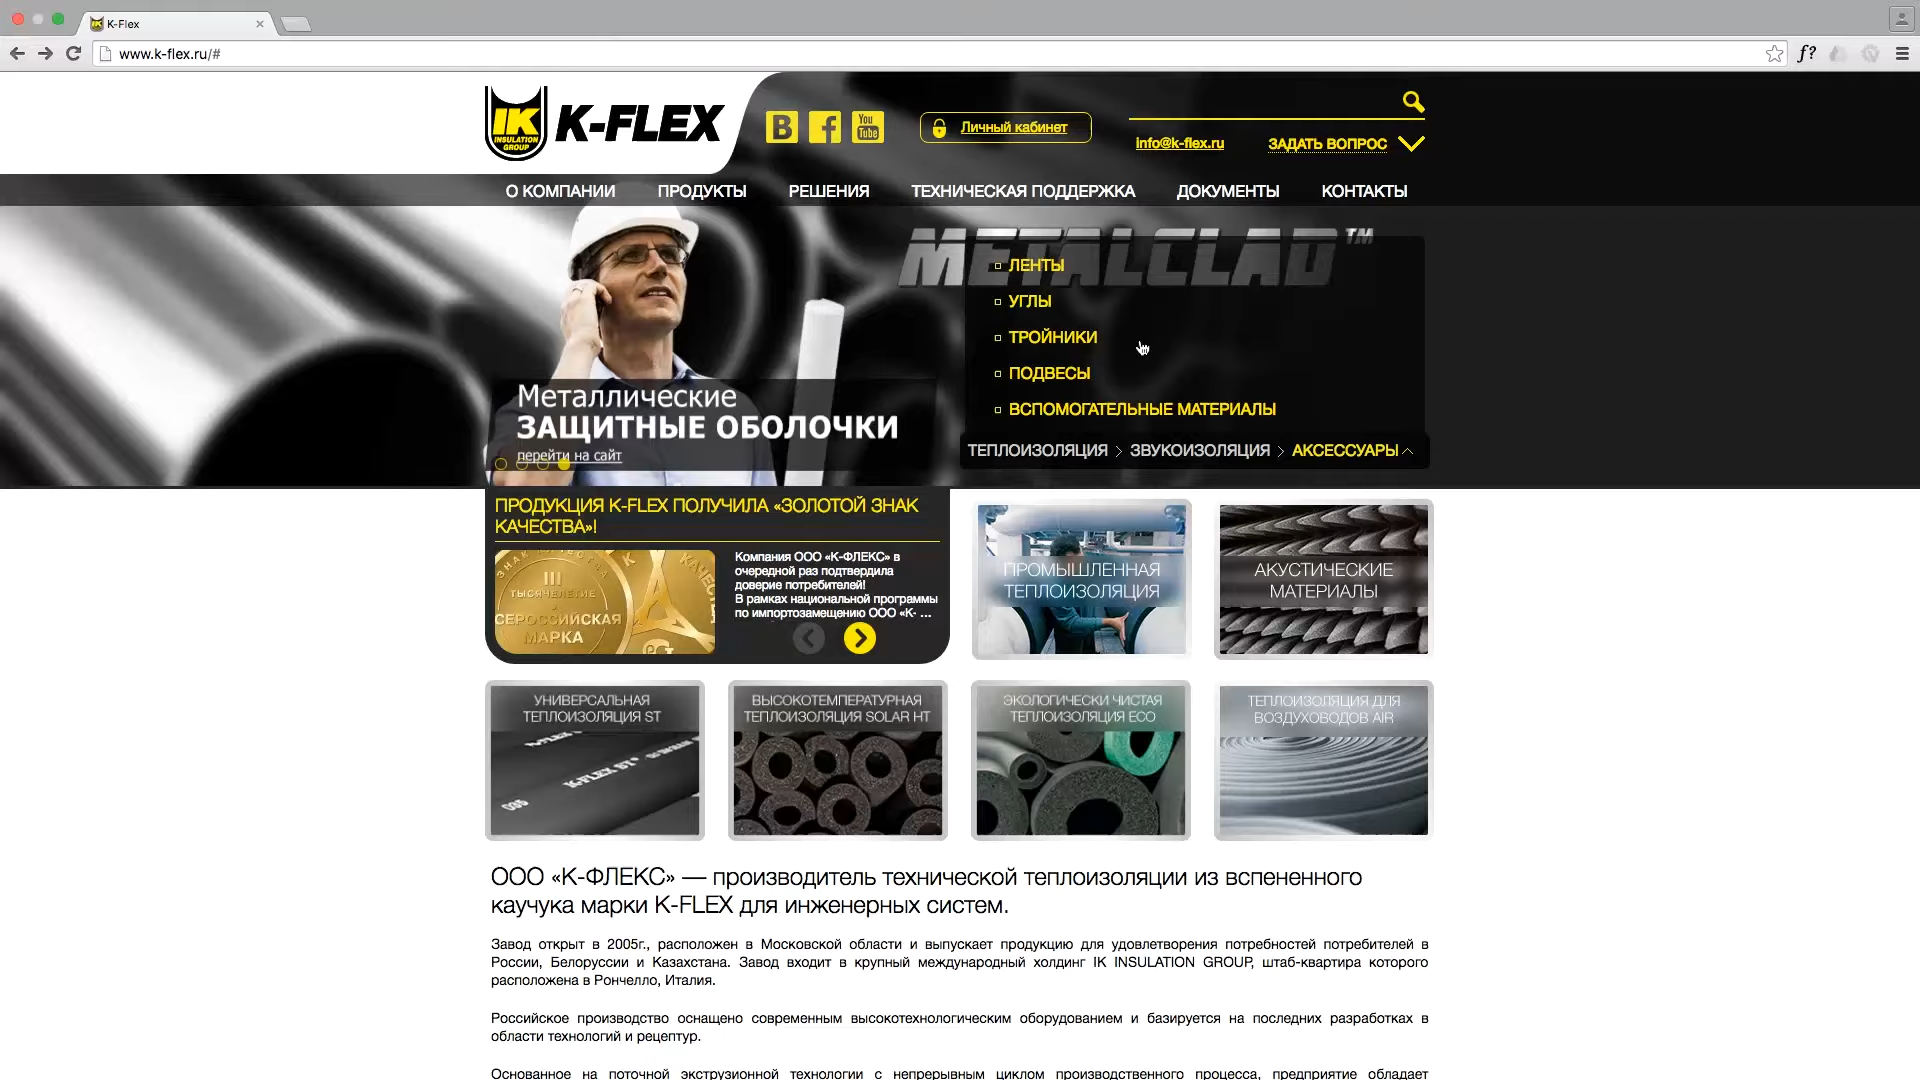 K-Flex
www.k-flex.ru/#
f?
IK
INSULATION
GROUP
K-FLEX
B
f
You
Tube
Личный кабинет
info@k-flex.ru
ЗАДАТЬ ВОПРОС
О КОМПАНИИ
ПРОДУКТЫ
РЕШЕНИЯ
ТЕХНИЧЕСКАЯ ПОДДЕРЖКА
ДОКУМЕНТЫ
КОНТАКТЫ
METALCLAD™
ЛЕНТЫ
УГЛЫ
ТРОЙНИКИ
ПОДВЕСЫ
ВСПОМОГАТЕЛЬНЫЕ МАТЕРИАЛЫ
Металлические
ЗАЩИТНЫЕ ОБОЛОЧКИ
перейти на сайт
ТЕПЛОИЗОЛЯЦИЯ
ЗВУКОИЗОЛЯЦИЯ
АКСЕССУАРЫ
ПРОДУКЦИЯ K-FLEX ПОЛУЧИЛА «ЗОЛОТОЙ ЗНАК
КАЧЕСТВА»!
III
ТЫСЯЧЕЛЕТИЕ
СЕРОССИЙСКАЯ
МАРКА
Компания ООО «К-ФЛЕКС» в
очередной раз подтвердила
доверие потребителей!
В рамках национальной программы
по импортозамещению ООО «К- ...
ПРОМЫШЛЕННАЯ
ТЕПЛОИЗОЛЯЦИЯ
АКУСТИЧЕСКИЕ
МАТЕРИАЛЫ
УНИВЕРСАЛЬНАЯ
ТЕПЛОИЗОЛЯЦИЯ ST
K-FLEX ST
ВЫСОКОТЕМПЕРАТУРНАЯ
ТЕПЛОИЗОЛЯЦИЯ SOLAR HT
ЭКОЛОГИЧЕСКИ ЧИСТАЯ
ТЕПЛОИЗОЛЯЦИЯ ECO
ТЕПЛОИЗОЛЯЦИЯ ДЛЯ
ВОЗДУХОВОДОВ AIR
ООО «К-ФЛЕКС» — производитель технической теплоизоляции из вспененного
каучука марки K-FLEX для инженерных систем.
Завод открыт в 2005г., расположен в Московской области и выпускает продукцию для удовлетворения потребностей потребителей в
России, Белоруссии и Казахстана. Завод входит в крупный международный холдинг IK INSULATION GROUP, штаб-квартира которого
расположена в Рончелло, Италия.
Российское производство оснащено современным высокотехнологическим оборудованием и базируется на последних разработках в
области технологий и рецептур.
Основанное на поточной экструзионной технологии с непрерывным циклом производственного процесса, предприятие обладает